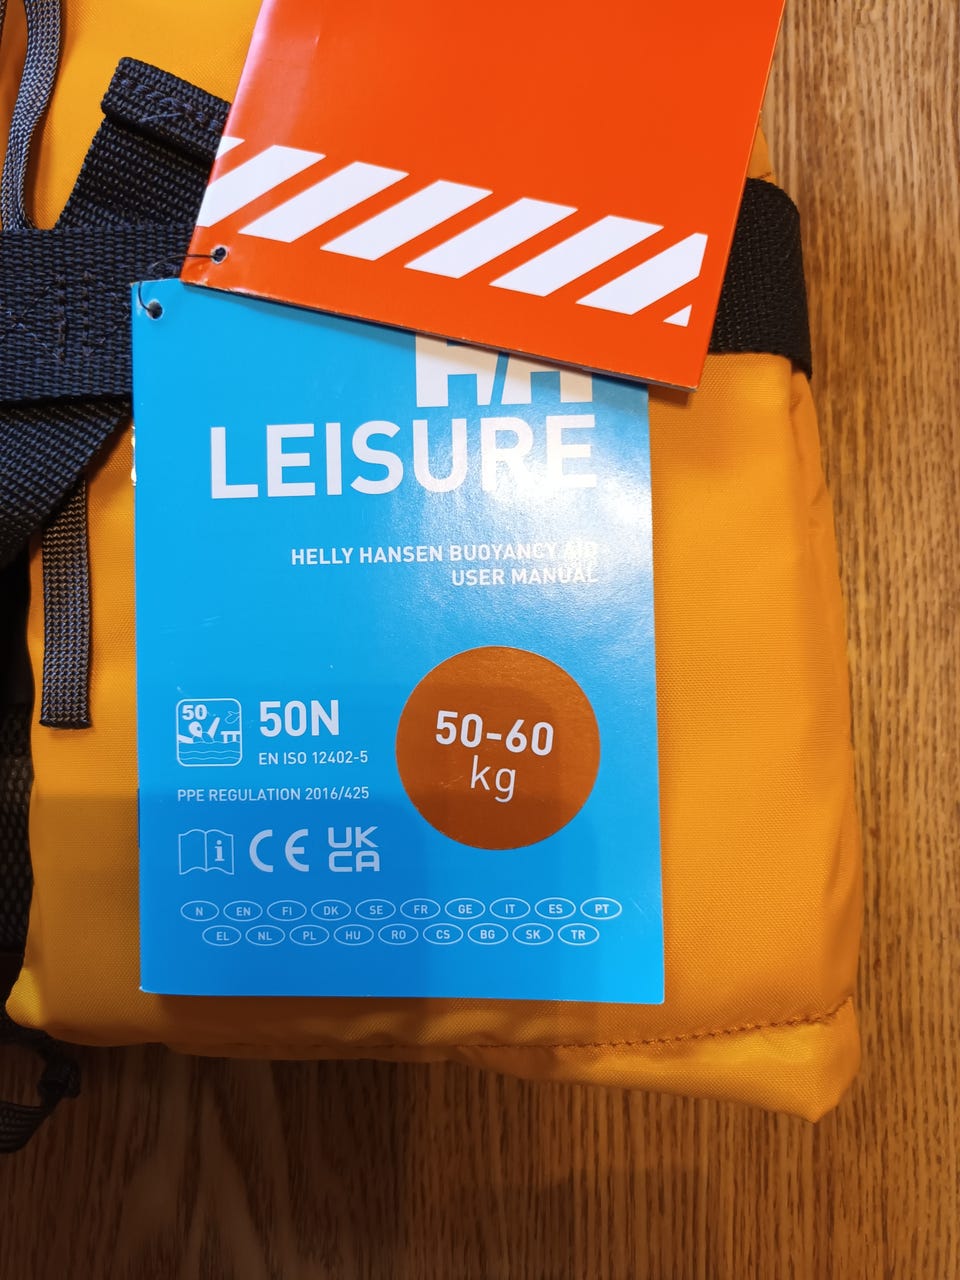 HH
LEISURE
HELLY HANSEN BUOYANCY AID
USER MANUAL
50
50N
EN ISO 12402-5
PPE REGULATION 2016/425
50-60
kg
i
CE
UK
CA
N EN FI DK SE FR GE IT ES PT
EL NL PL HU RO CS BG SK TR